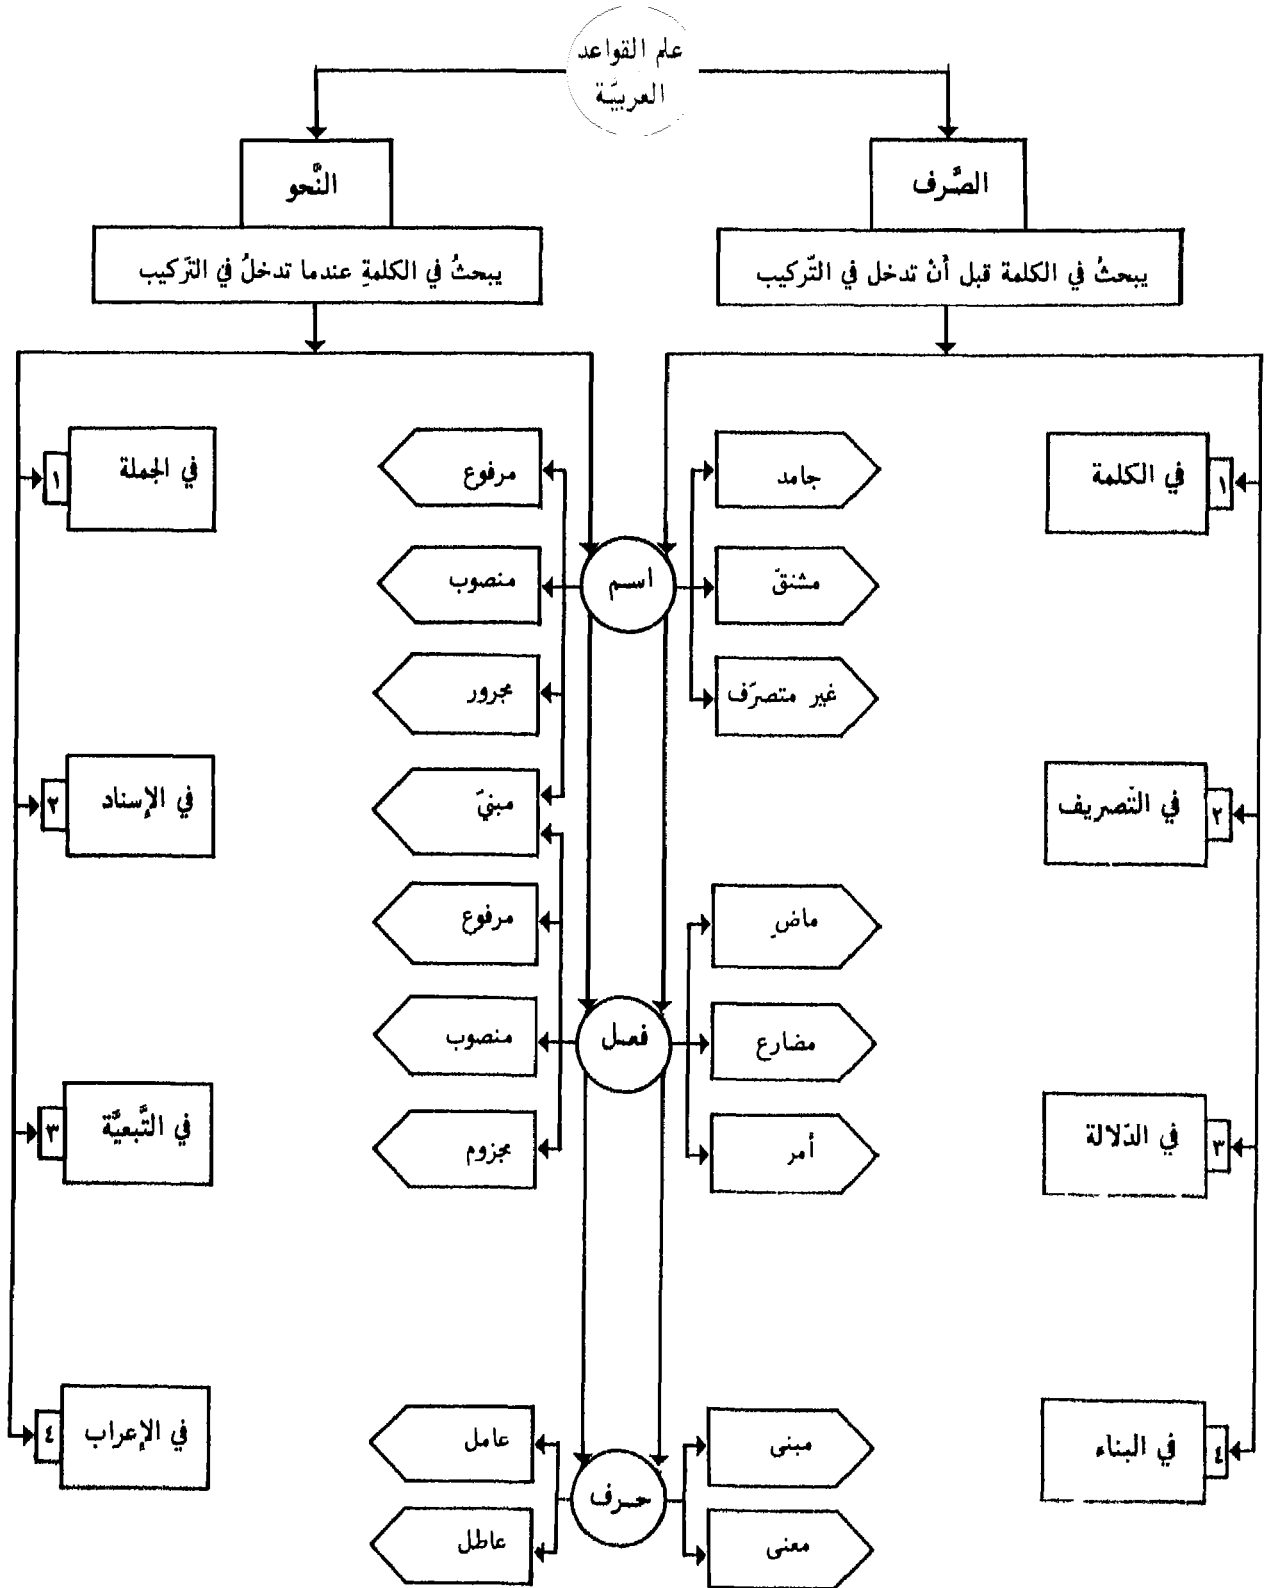 علم القواعد
العربيَّة
الصَّرف
يبحثُ في الكلمة قبل أنْ تدخل في التّركيب
١ في الكلمة
٢ في التّصريف
٣ في الدّلالة
٤ في البناء
جامد
مشتقّ
غير متصرّف
ماضٍ
مضارع
أمر
مبنى
معنى
اسم
فعل
حرف
النَّحو
يبحثُ في الكلمةِ عندما تدخلُ في التّركيب
مرفوع
منصوب
مجرور
مبنيّ
مرفوع
منصوب
مجزوم
عامل
عاطل
١ في الجملة
٢ في الإسناد
٣ في التَّبعيَّة
٤ في الإعراب